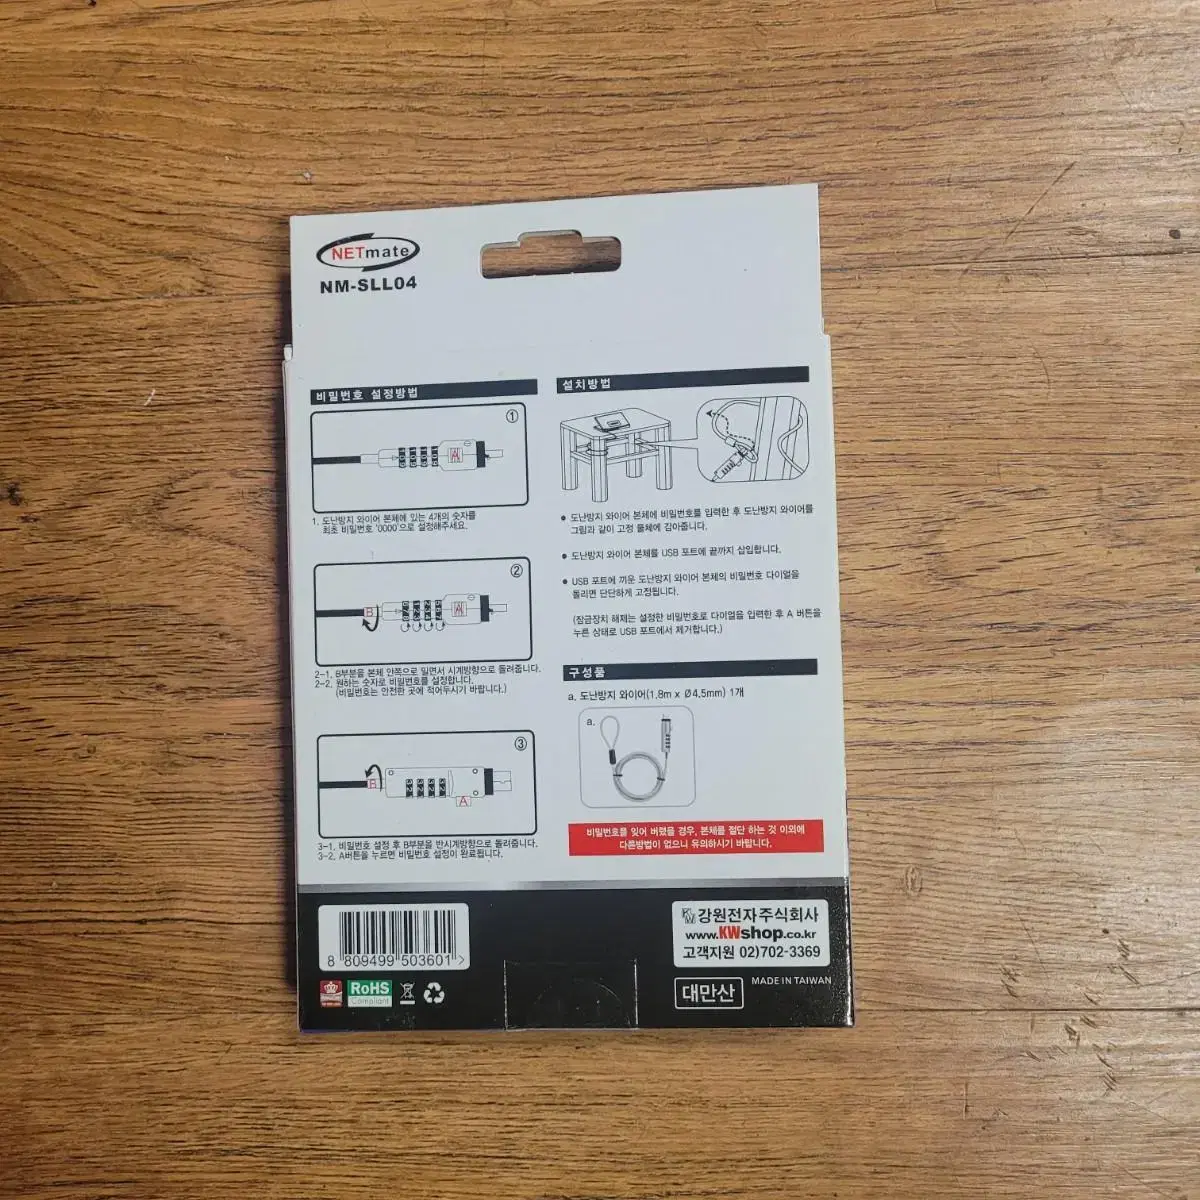 NETmate
NM-SLL04
비밀번호 설정방법
①
1. 도난방지 와이어 본체에 있는 4개의 숫자를
최초 비밀번호 '0000'으로 설정해주세요.
②
B
2-1. B부분을 본체 안쪽으로 밀면서 시계방향으로 돌려줍니다.
2-2. 원하는 숫자로 비밀번호를 설정합니다.
(비밀번호는 안전한 곳에 적어두시기 바랍니다.)
③
B
A
3-1. 비밀번호 설정 후 B부분을 반시계방향으로 돌려줍니다.
3-2. A버튼을 누르면 비밀번호 설정이 완료됩니다.
설치방법
● 도난방지 와이어 본체에 비밀번호를 입력한 후 도난방지 와이어를
그림과 같이 고정 물체에 감아줍니다.
● 도난방지 와이어 본체를 USB 포트에 끝까지 삽입합니다.
● USB 포트에 끼운 도난방지 와이어 본체의 비밀번호 다이얼을
돌리면 단단하게 고정됩니다.
(잠금장치 해제는 설정한 비밀번호로 다이얼을 입력한 후 A 버튼을
누른 상태로 USB 포트에서 제거합니다.)
구성품
a. 도난방지 와이어(1.8m x Ø4.5mm) 1개
a.
비밀번호를 잊어 버렸을 경우, 본체를 절단 하는 것 이외에
다른방법이 없으니 유의하시기 바랍니다.
8 809499 503601 >
RoHS
Compliant
강원전자주식회사
www.KWshop.co.kr
고객지원 02)702-3369
대만산
MADE IN TAIWAN